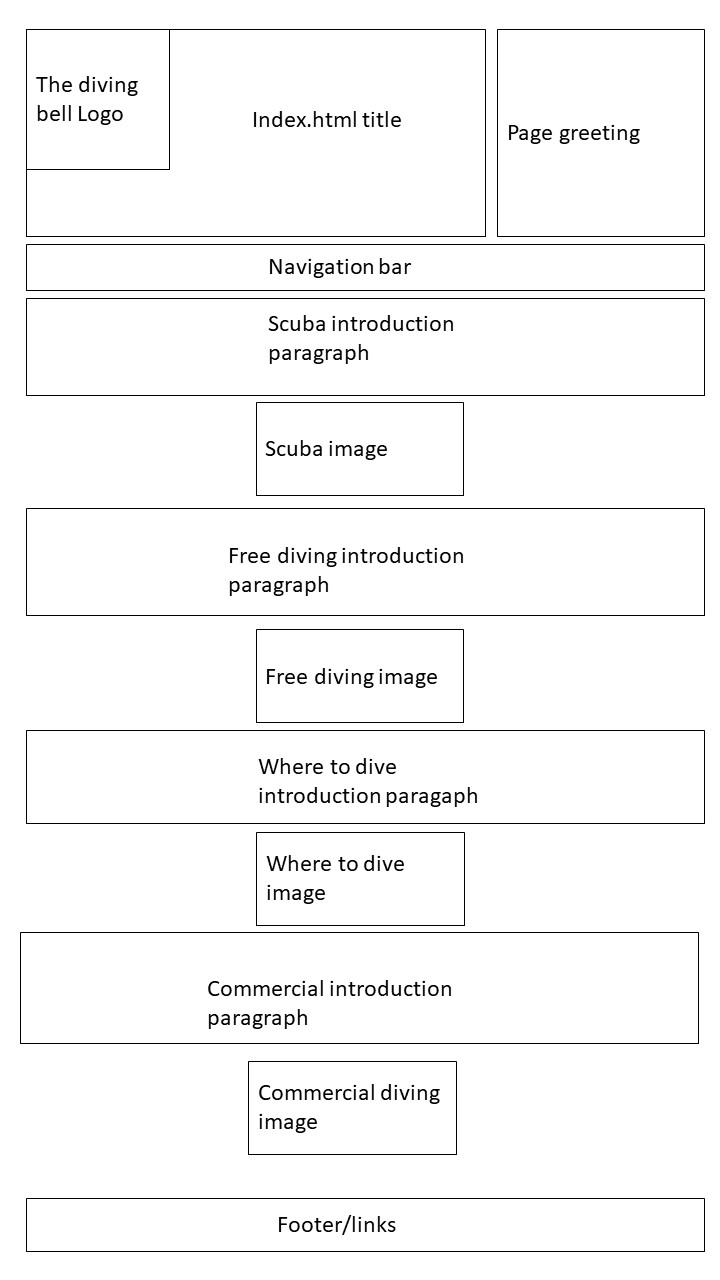 The diving
bell Logo
Index.html title
Page greeting
Navigation bar
Scuba introduction
paragraph
Scuba image
Free diving introduction
paragraph
Free diving image
Where to dive
introduction paragaph
Where to dive
image
Commercial introduction
paragraph
Commercial diving
image
Footer/links